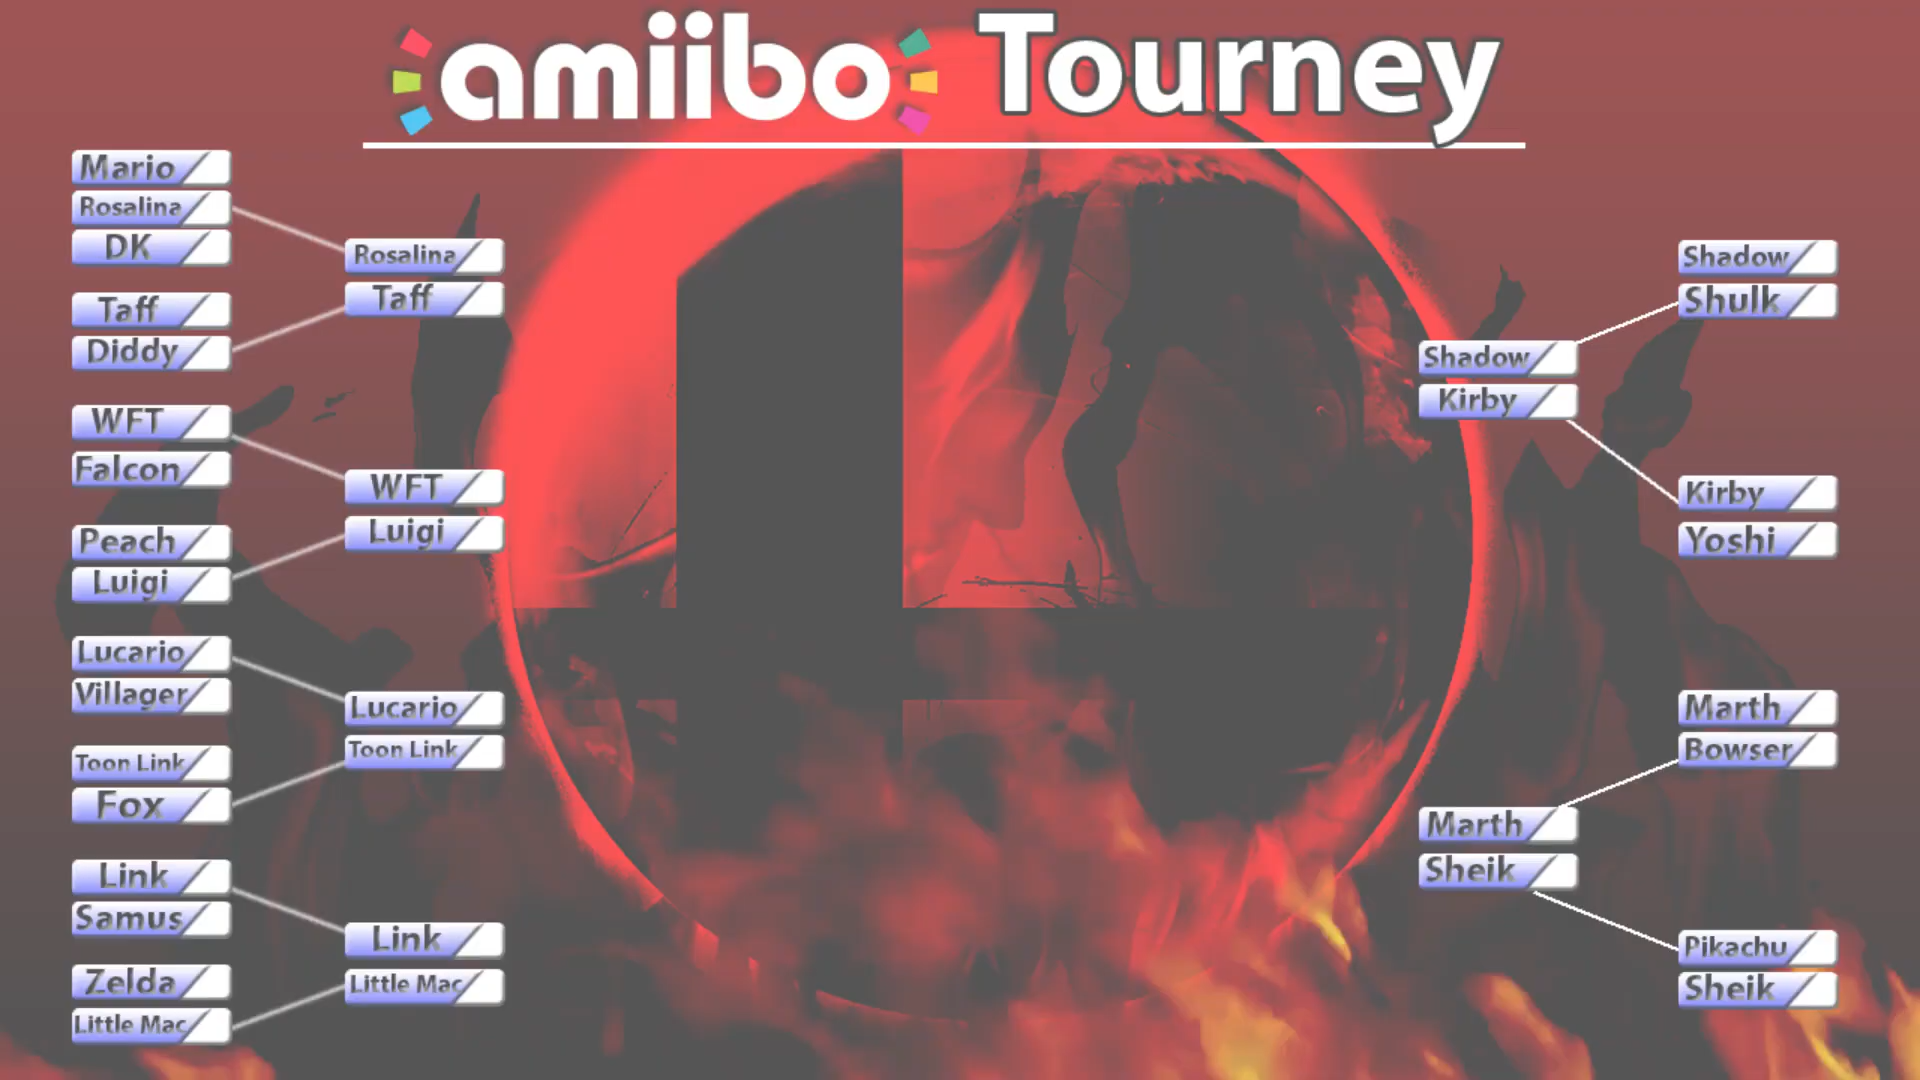 amiibo Tourney
Mario
Rosalina
DK
Taff
Diddy
WFT
Falcon
Peach
Luigi
Lucario
Villager
Toon Link
Fox
Link
Samus
Zelda
Little Mac
Rosalina
Taff
WFT
Luigi
Lucario
Toon Link
Link
Little Mac
Shadow
Kirby
Marth
Sheik
Shadow
Shulk
Kirby
Yoshi
Marth
Bowser
Pikachu
Sheik